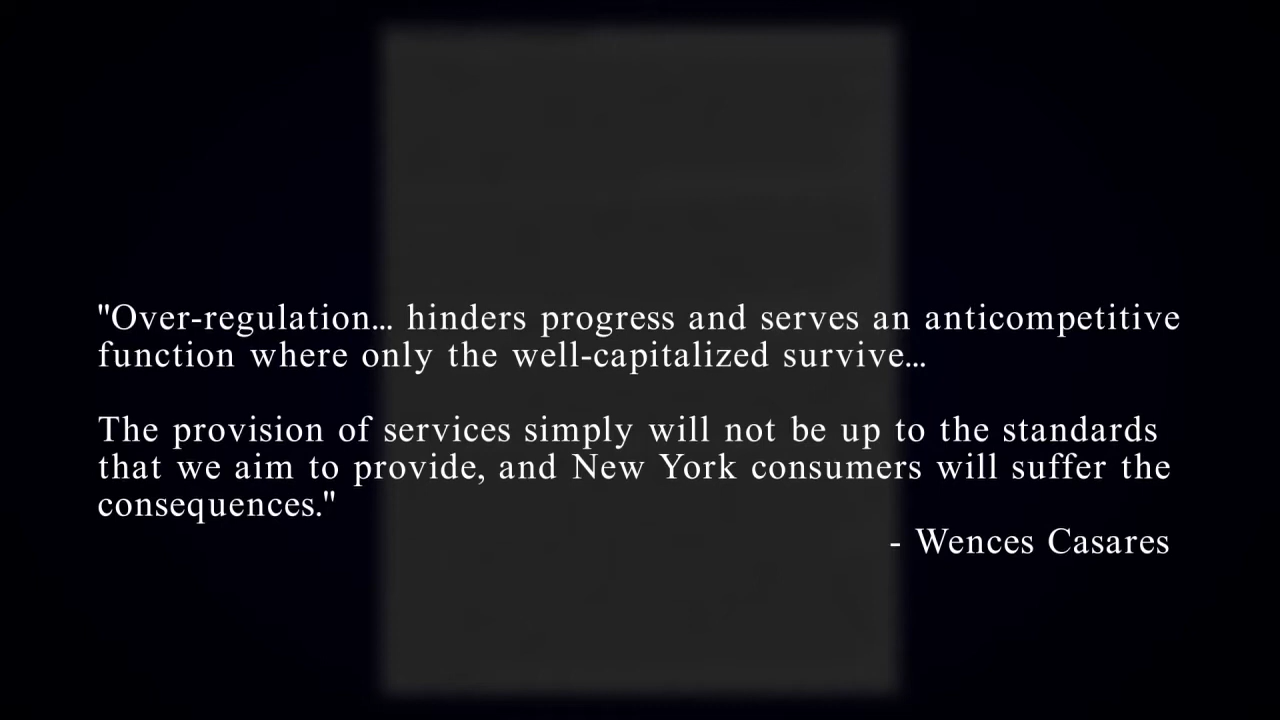 "Over-regulation... hinders progress and serves an anticompetitive
function where only the well-capitalized survive...
The provision of services simply will not be up to the standards
that we aim to provide, and New York consumers will suffer the
consequences."
- Wences Casares